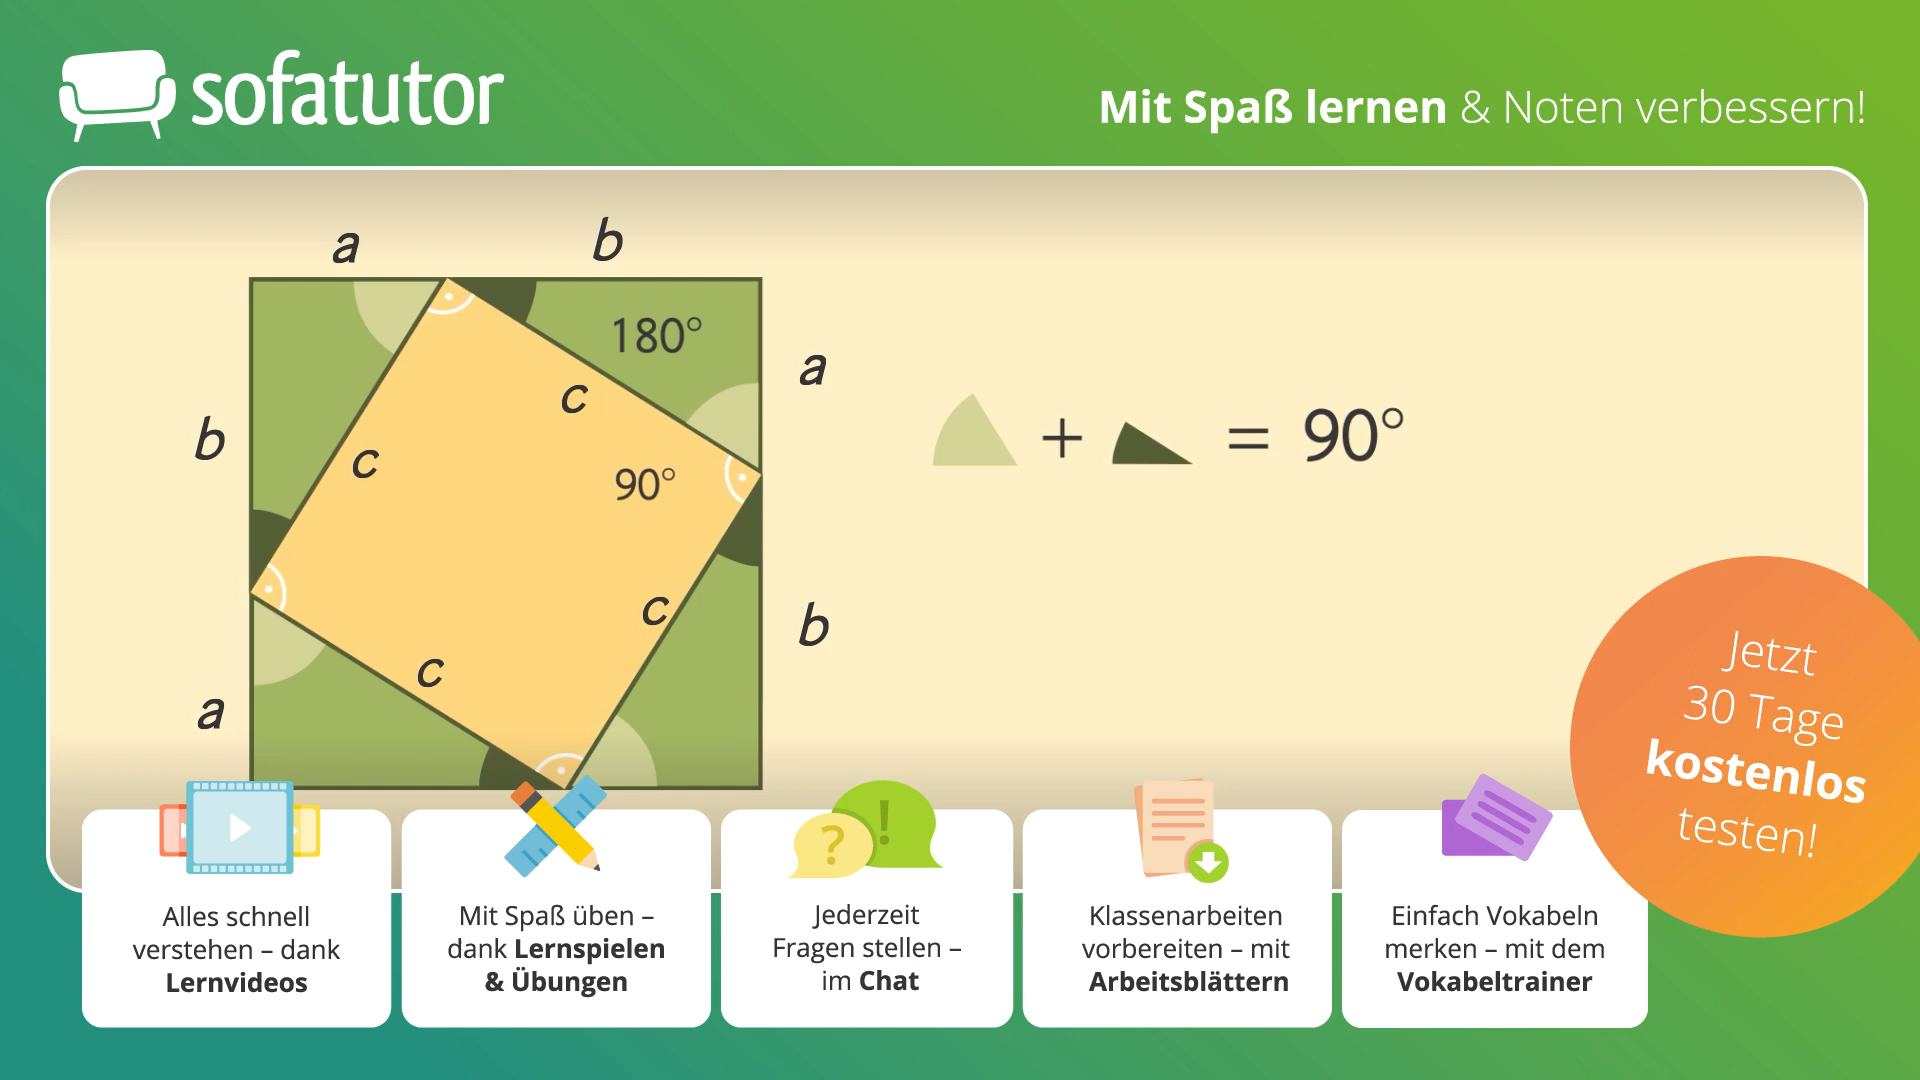 sofatutor
Mit Spaß lernen & Noten verbessern!
a
b
180°
a
c
b
c
90°
+ = 90°
c
b
c
a
Jetzt
30 Tage
kostenlos
testen!
?
!
Alles schnell
verstehen – dank
Lernvideos
Mit Spaß üben –
dank Lernspielen
& Übungen
Jederzeit
Fragen stellen –
im Chat
Klassenarbeiten
vorbereiten – mit
Arbeitsblättern
Einfach Vokabeln
merken – mit dem
Vokabeltrainer